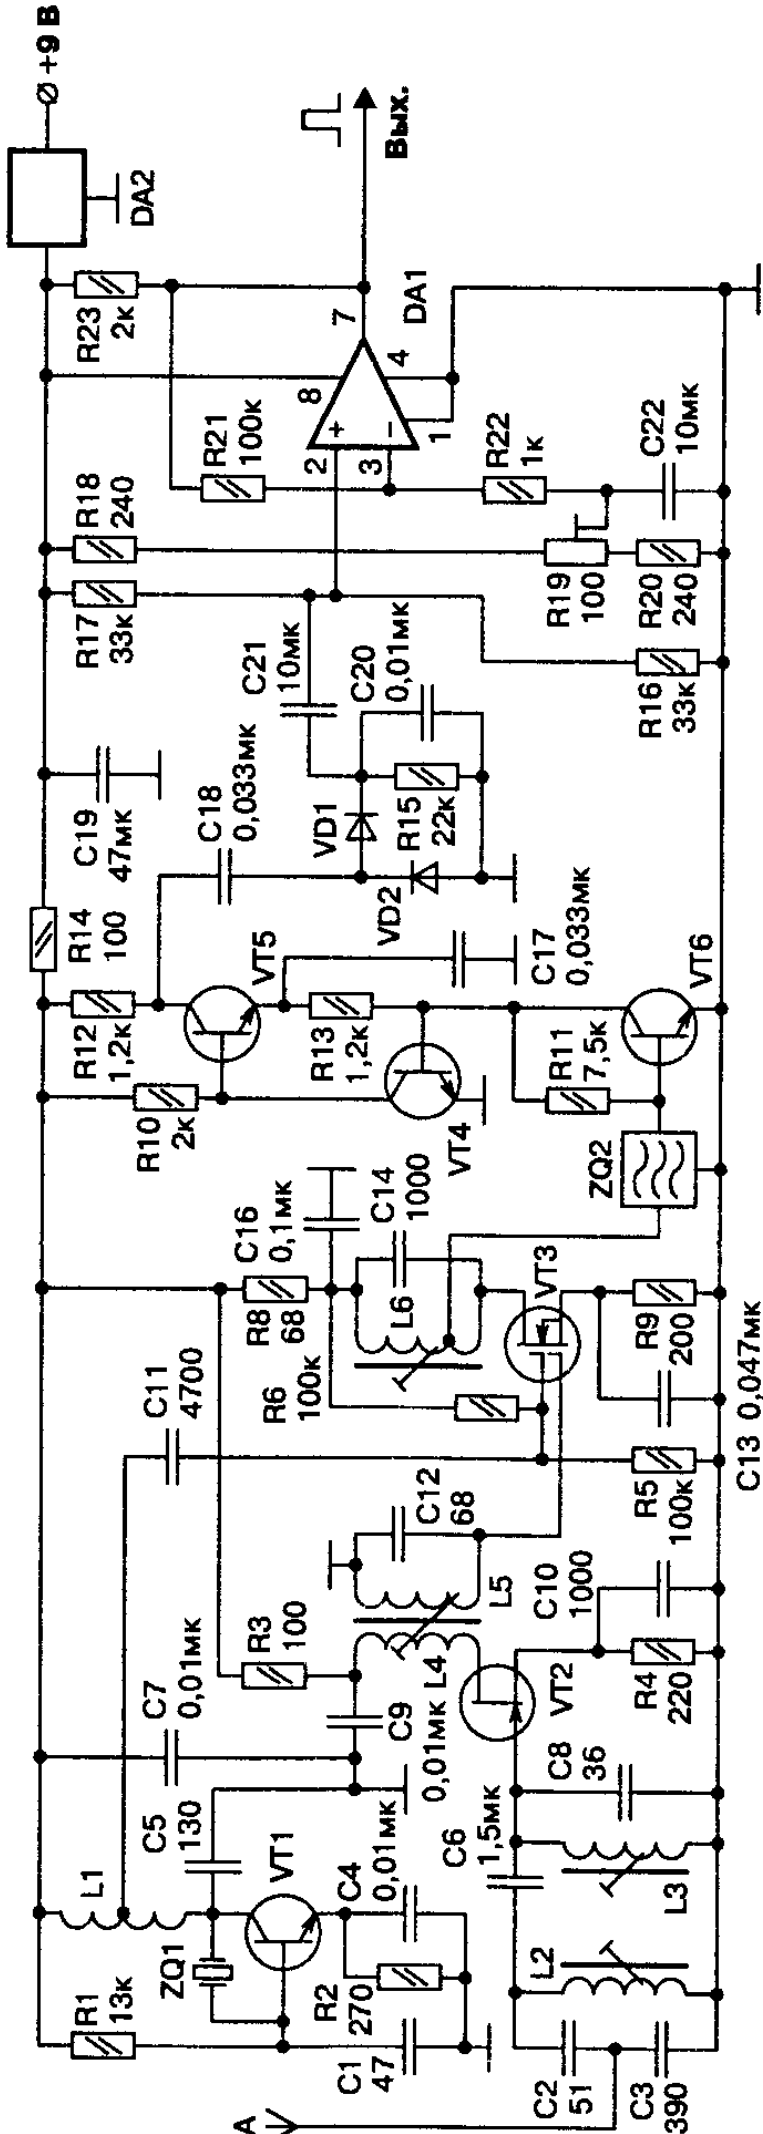 A
R1
13к
L1
ZQ1
C5
130
C7
0,01мк
VT1
R2
270
C1
47
C4
0,01мк
C9
0,01мк
R3
100
L4
L5
C12
68
C11
4700
R6
100к
R8
68
C16
0,1мк
L6
C14
1000
C2
51
C3
390
L2
L3
C6
1,5мк
C8
36
VT2
R4
220
C10
1000
R5
100к
C13 0,047мк
VT3
R9
200
ZQ2
R10
2к
R12
1,2к
R14
100
VT5
R13
1,2к
VT4
R11
7,5к
VT6
C17
0,033мк
C19
47мк
C18
0,033мк
VD1
VD2
R15
22к
C20
0,01мк
C21
10мк
R17
33к
R18
240
R16
33к
R19
100
R20
240
R21
100к
R22
1к
C22
10мк
R23
2к
2
+
3
−
8
7
4
1
DA1
DA2
+9 В
Вых.